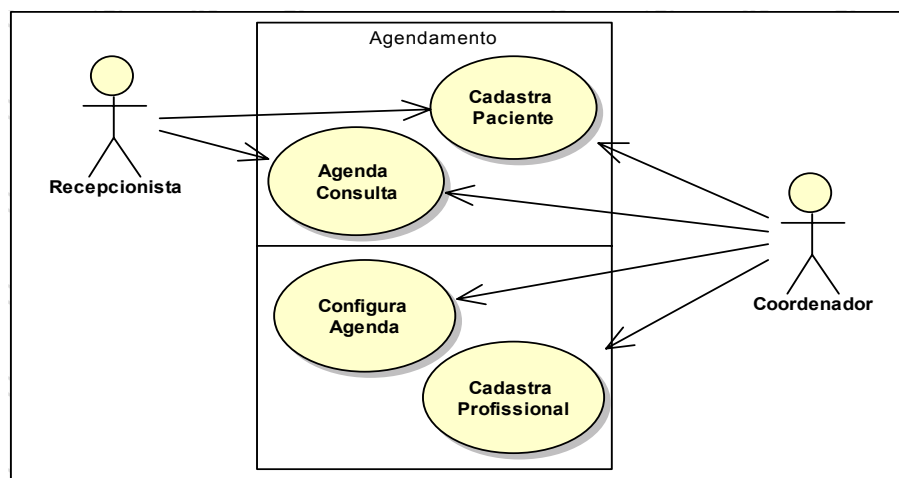 Agendamento
Cadastra
Paciente
Recepcionista
Agenda
Consulta
Configura
Agenda
Coordenador
Cadastra
Profissional